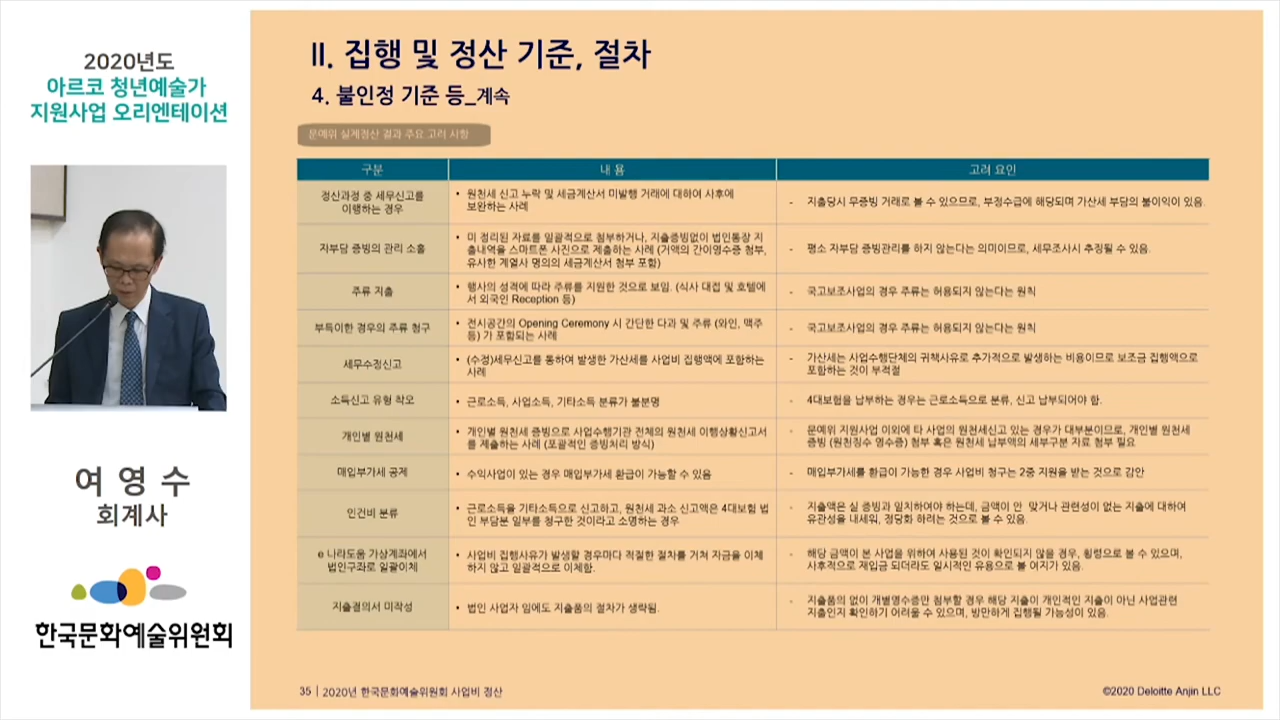 2020년도
아르코 청년예술가
지원사업 오리엔테이션
여 영 수
회계사
한국문화예술위원회
II. 집행 및 정산 기준, 절차
4. 불인정 기준 등_계속
문예위 실계정산 결과 주요 고려 사항
구분
내 용
고려 요인
정산과정 중 세무신고를
이행하는 경우
• 원천세 신고 누락 및 세금계산서 미발행 거래에 대하여 사후에
보완하는 사례
- 지출당시 무증빙 거래로 볼 수 있으므로, 부정수급에 해당되며 가산세 부담의 불이익이 있음.
자부담 증빙의 관리 소홀
• 미 정리된 자료를 일괄적으로 첨부하거나, 지출증빙없이 법인통장 지
출내역을 스마트폰 사진으로 제출하는 사례 (거액의 간이영수증 첨부,
유사한 계열사 명의의 세금계산서 첨부 포함)
- 평소 자부담 증빙관리를 하지 않는다는 의미이므로, 세무조사시 추징될 수 있음.
주류 지출
• 행사의 성격에 따라 주류를 지원한 것으로 보임. (식사 대접 및 호텔에
서 외국인 Reception 등)
- 국고보조사업의 경우 주류는 허용되지 않는다는 원칙
부득이한 경우의 주류 청구
• 전시공간의 Opening Ceremony 시 간단한 다과 및 주류 (와인, 맥주
등) 가 포함되는 사례
- 국고보조사업의 경우 주류는 허용되지 않는다는 원칙
세무수정신고
• (수정)세무신고를 통하여 발생한 가산세를 사업비 집행액에 포함하는
사례
- 가산세는 사업수행단체의 귀책사유로 추가적으로 발생하는 비용이므로 보조금 집행액으로
포함하는 것이 부적절
소득신고 유형 착오
• 근로소득, 사업소득, 기타소득 분류가 불분명
- 4대보험을 납부하는 경우는 근로소득으로 분류, 신고 납부되어야 함.
개인별 원천세
• 개인별 원천세 증빙으로 사업수행기관 전체의 원천세 이행상황신고서
를 제출하는 사례 (포괄적인 증빙처리 방식)
- 문예위 지원사업 이외에 타 사업의 원천세신고 있는 경우가 대부분이므로, 개인별 원천세
증빙 (원천징수 영수증) 첨부 혹은 원천세 납부액의 세부구분 자료 첨부 필요
매입부가세 공제
• 수익사업이 있는 경우 매입부가세 환급이 가능할 수 있음
- 매입부가세를 환급이 가능한 경우 사업비 청구는 2중 지원을 받는 것으로 감안
인건비 분류
• 근로소득을 기타소득으로 신고하고, 원천세 과소 신고액은 4대보험 법
인 부담분 일부를 청구한 것이라고 소명하는 경우
- 지출액은 실 증빙과 일치하여야 하는데, 금액이 안 맞거나 관련성이 없는 지출에 대하여
유관성을 내세워, 정당화 하려는 것으로 볼 수 있음.
e 나라도움 가상계좌에서
법인구좌로 일괄이체
• 사업비 집행사유가 발생할 경우마다 적절한 절차를 거쳐 자금을 이체
하지 않고 일괄적으로 이체함.
- 해당 금액이 본 사업을 위하여 사용된 것이 확인되지 않을 경우, 횡령으로 볼 수 있으며,
사후적으로 재입금 되더라도 일시적인 유용으로 볼 여지가 있음.
지출결의서 미작성
• 법인 사업자 임에도 지출품의 절차가 생략됨.
- 지출품의 없이 개별영수증만 첨부할 경우 해당 지출이 개인적인 지출이 아닌 사업관련
지출인지 확인하기 어려울 수 있으며, 방만하게 집행될 가능성이 있음.
35 | 2020년 한국문화예술위원회 사업비 정산
©2020 Deloitte Anjin LLC